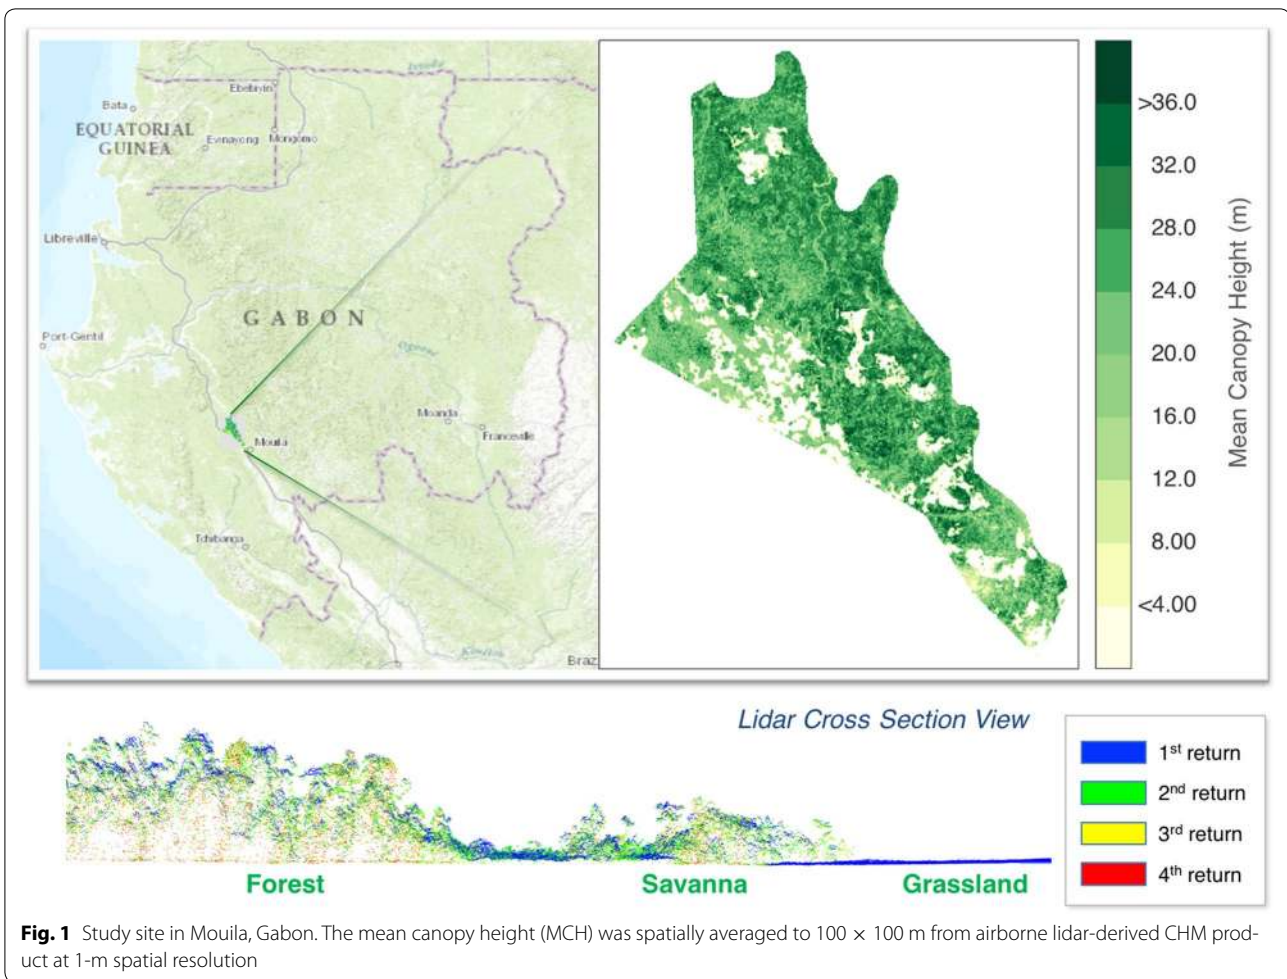 Ebebiyin
Bata
EQUATORIAL
GUINEA
Evinayong
Mongomo
Libreville
GABON
Port-Gentil
Ogooué
Moanda
Franceville
Mouila
Tchibanga
Braz
>36.0
32.0
28.0
24.0
20.0
16.0
12.0
8.00
<4.00
Mean Canopy Height (m)
Lidar Cross Section View
1st return
2nd return
3rd return
4th return
Forest
Savanna
Grassland
Fig. 1 Study site in Mouila, Gabon. The mean canopy height (MCH) was spatially averaged to 100 × 100 m from airborne lidar-derived CHM prod-
uct at 1-m spatial resolution